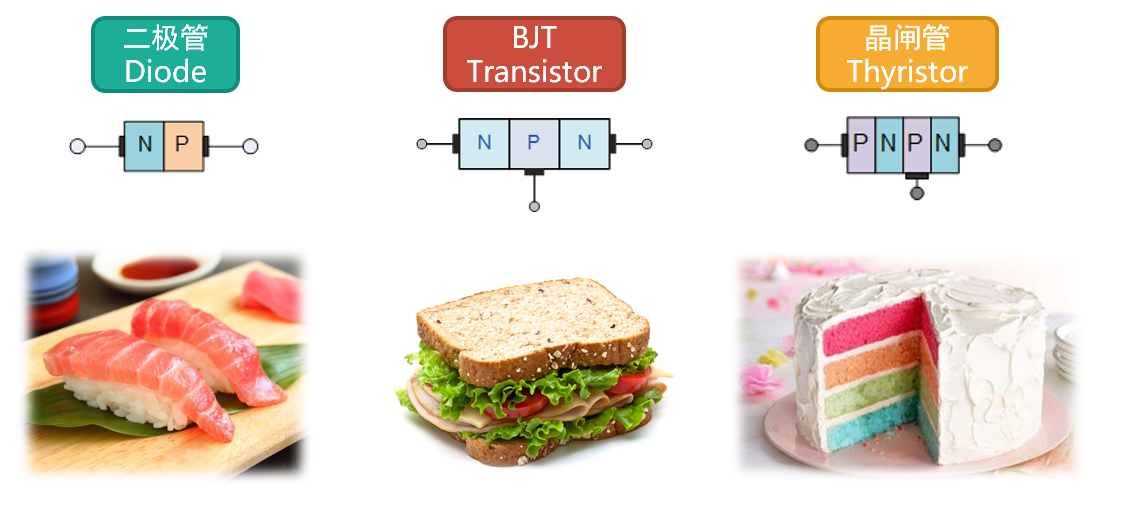 二极管
Diode
BJT
Transistor
晶闸管
Thyristor
N P
N P N
P N P N